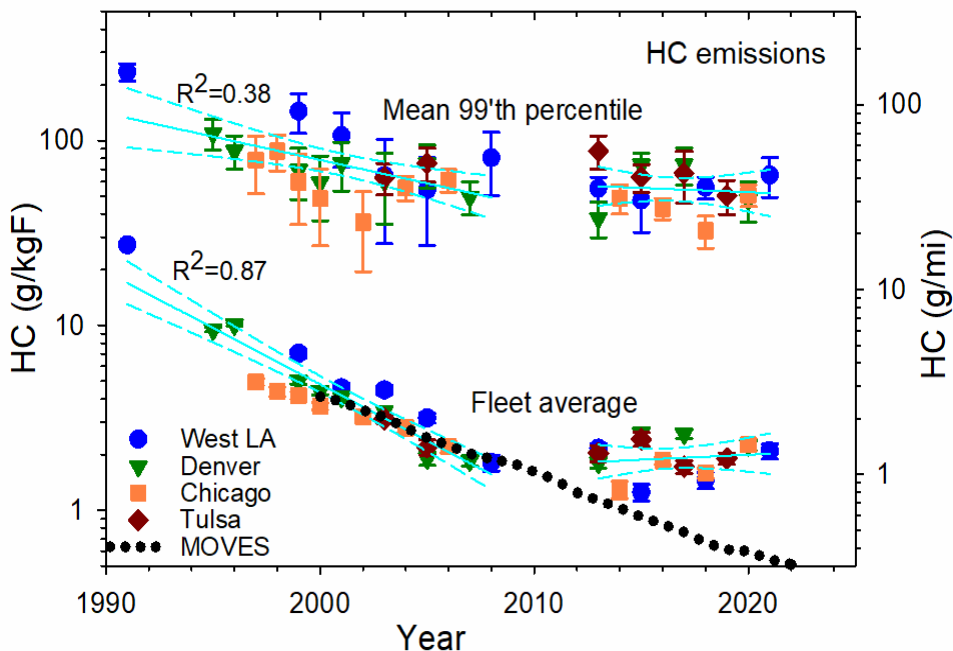 HC emissions
R2=0.38
Mean 99'th percentile
100
100
HC (g/kgF)
HC (g/mi)
R2=0.87
10
10
Fleet average
West LA
Denver
Chicago
Tulsa
MOVES
1
1
1990
2000
2010
2020
Year